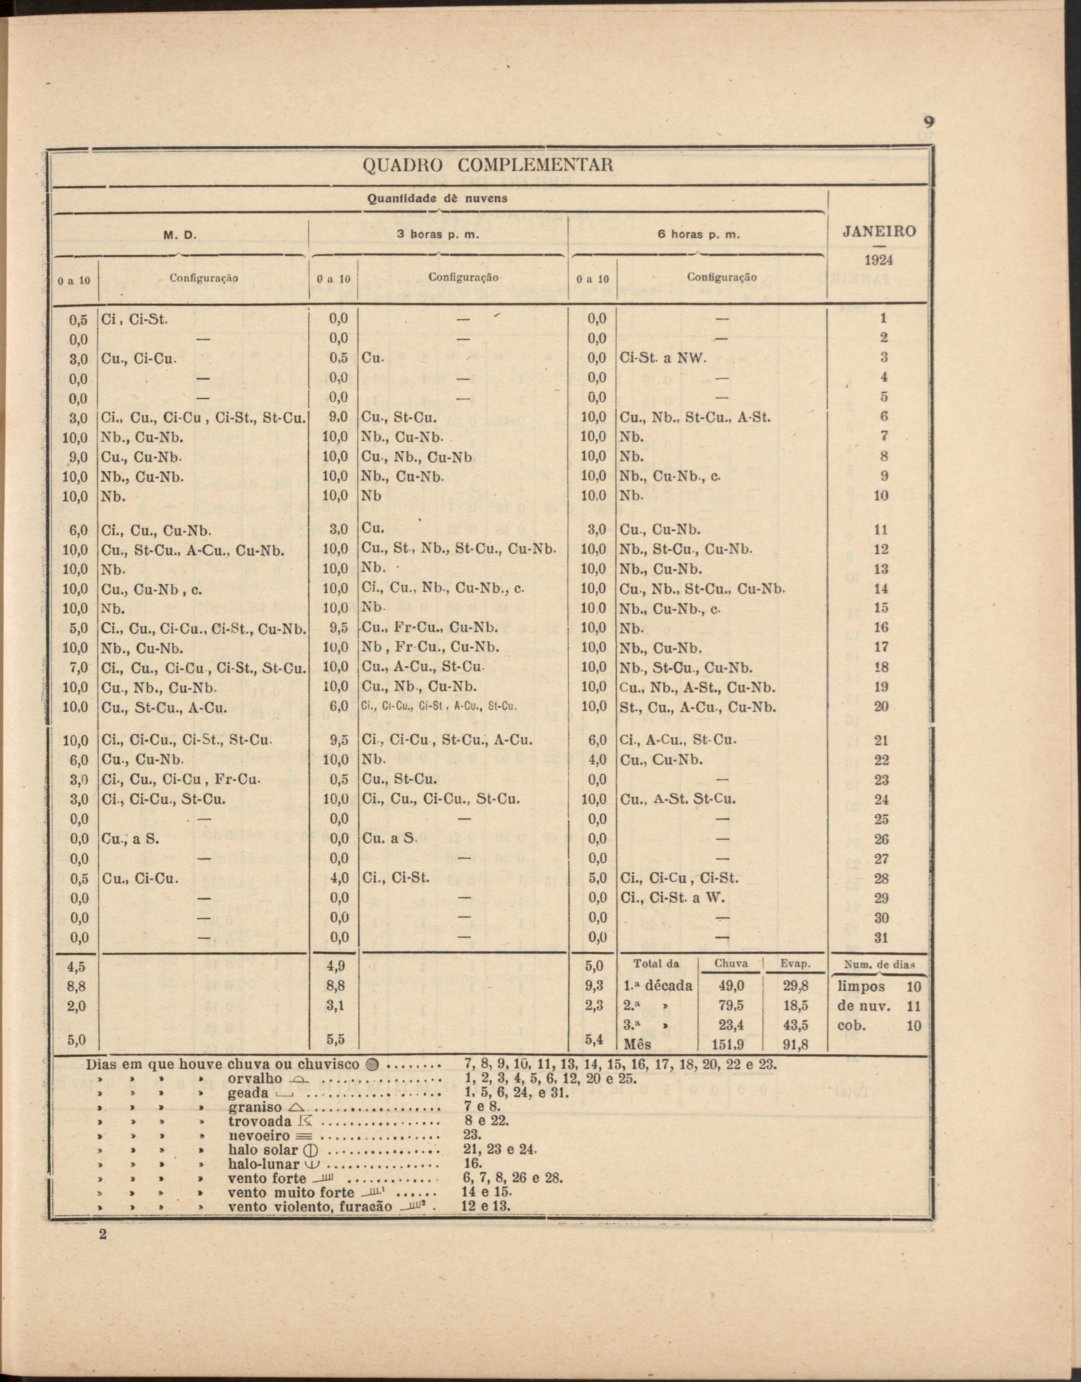 9
QUADRO COMPLEMENTAR
Quantidade dè nuvens
M. D. 3 horas p. m. 6 horas p. m. JANEIRO
1924
0 a 10 Configuração 0 a 10 Configuração 0 a 10 Configuração
0,5 Ci, Ci-St. 0,0 — 0,0 — 1
0,0 — 0,0 — 0,0 — 2
3,0 Cu., Ci-Cu. 0,5 Cu. 0,0 Ci-St. a NW. 3
0,0 — 0,0 — 0,0 — 4
0,0 — 0,0 — 0,0 — 5
3,0 Ci., Cu., Ci-Cu, Ci-St., St-Cu. 9,0 Cu., St-Cu. 10,0 Cu., Nb., St-Cu., A-St. 6
10,0 Nb., Cu-Nb. 10,0 Nb., Cu-Nb. 10,0 Nb. 7
9,0 Cu., Cu-Nb. 10,0 Cu., Nb., Cu-Nb 10,0 Nb. 8
10,0 Nb., Cu-Nb. 10,0 Nb., Cu-Nb. 10,0 Nb., Cu-Nb., c. 9
10,0 Nb. 10,0 Nb 10.0 Nb. 10
6,0 Ci., Cu., Cu-Nb. 3,0 Cu. 3,0 Cu., Cu-Nb. 11
10,0 Cu., St-Cu., A-Cu., Cu-Nb. 10,0 Cu., St., Nb., St-Cu., Cu-Nb. 10,0 Nb., St-Cu., Cu-Nb. 12
10,0 Nb. 10,0 Nb. 10,0 Nb., Cu-Nb. 13
10,0 Cu., Cu-Nb, c. 10,0 Ci., Cu., Nb., Cu-Nb., c. 10,0 Cu., Nb., St-Cu., Cu-Nb. 14
10,0 Nb. 10,0 Nb. 10.0 Nb., Cu-Nb., c. 15
5,0 Ci., Cu., Ci-Cu., Ci-St., Cu-Nb. 9,5 Cu., Fr-Cu., Cu-Nb. 10,0 Nb. 16
10,0 Nb., Cu-Nb. 10,0 Nb, Fr-Cu., Cu-Nb. 10,0 Nb., Cu-Nb. 17
7,0 Ci., Cu., Ci-Cu, Ci-St., St-Cu. 10,0 Cu., A-Cu., St-Cu. 10,0 Nb., St-Cu., Cu-Nb. 18
10,0 Cu., Nb., Cu-Nb. 10,0 Cu., Nb., Cu-Nb. 10,0 Cu., Nb., A-St., Cu-Nb. 19
10,0 Cu., St-Cu., A-Cu. 6,0 Ci., Ci-Cu., Ci-St, A-Cu., St-Cu. 10,0 St., Cu., A-Cu., Cu-Nb. 20
10,0 Ci., Ci-Cu., Ci-St., St-Cu. 9,5 Ci., Ci-Cu, St-Cu., A-Cu. 6,0 Ci., A-Cu., St-Cu. 21
6,0 Cu., Cu-Nb. 10,0 Nb. 4,0 Cu., Cu-Nb. 22
3,0 Ci., Cu., Ci-Cu, Fr-Cu. 0,5 Cu., St-Cu. 0,0 — 23
3,0 Ci., Ci-Cu., St-Cu. 10,0 Ci., Cu., Ci-Cu., St-Cu. 10,0 Cu., A-St. St-Cu. 24
0,0 — 0,0 — 0,0 — 25
0,0 Cu., a S. 0,0 Cu. a S. 0,0 — 26
0,0 — 0,0 — 0,0 — 27
0,5 Cu., Ci-Cu. 4,0 Ci., Ci-St. 5,0 Ci., Ci-Cu, Ci-St. 28
0,0 — 0,0 — 0,0 Ci., Ci-St. a W. 29
0,0 — 0,0 — 0,0 — 30
0,0 — 0,0 — 0,0 — 31
4,5 4,9 5,0 Total da Chuva Evap. Num. de dias
8,8 8,8 9,3 1.ª década 49,0 29,8 limpos 10
2,0 3,1 2,3 2.ª » 79,5 18,5 de nuv. 11
3.ª » 23,4 43,5 cob. 10
5,0 5,5 5,4 Mês 151,9 91,8
Dias em que houve chuva ou chuvisco ........ 7, 8, 9, 10, 11, 13, 14, 15, 16, 17, 18, 20, 22 e 23.
» » » » orvalho ................. 1, 2, 3, 4, 5, 6, 12, 20 e 25.
» » » » geada ................... 1, 5, 6, 24, e 31.
» » » » graniso .................. 7 e 8.
» » » » trovoada ................. 8 e 22.
» » » » nevoeiro ................. 23.
» » » » halo solar ................ 21, 23 e 24.
» » » » halo-lunar ................ 16.
» » » » vento forte ............. 6, 7, 8, 26 e 28.
» » » » vento muito forte ¹ ...... 14 e 15.
» » » » vento violento, furacão ² . 12 e 13.
2